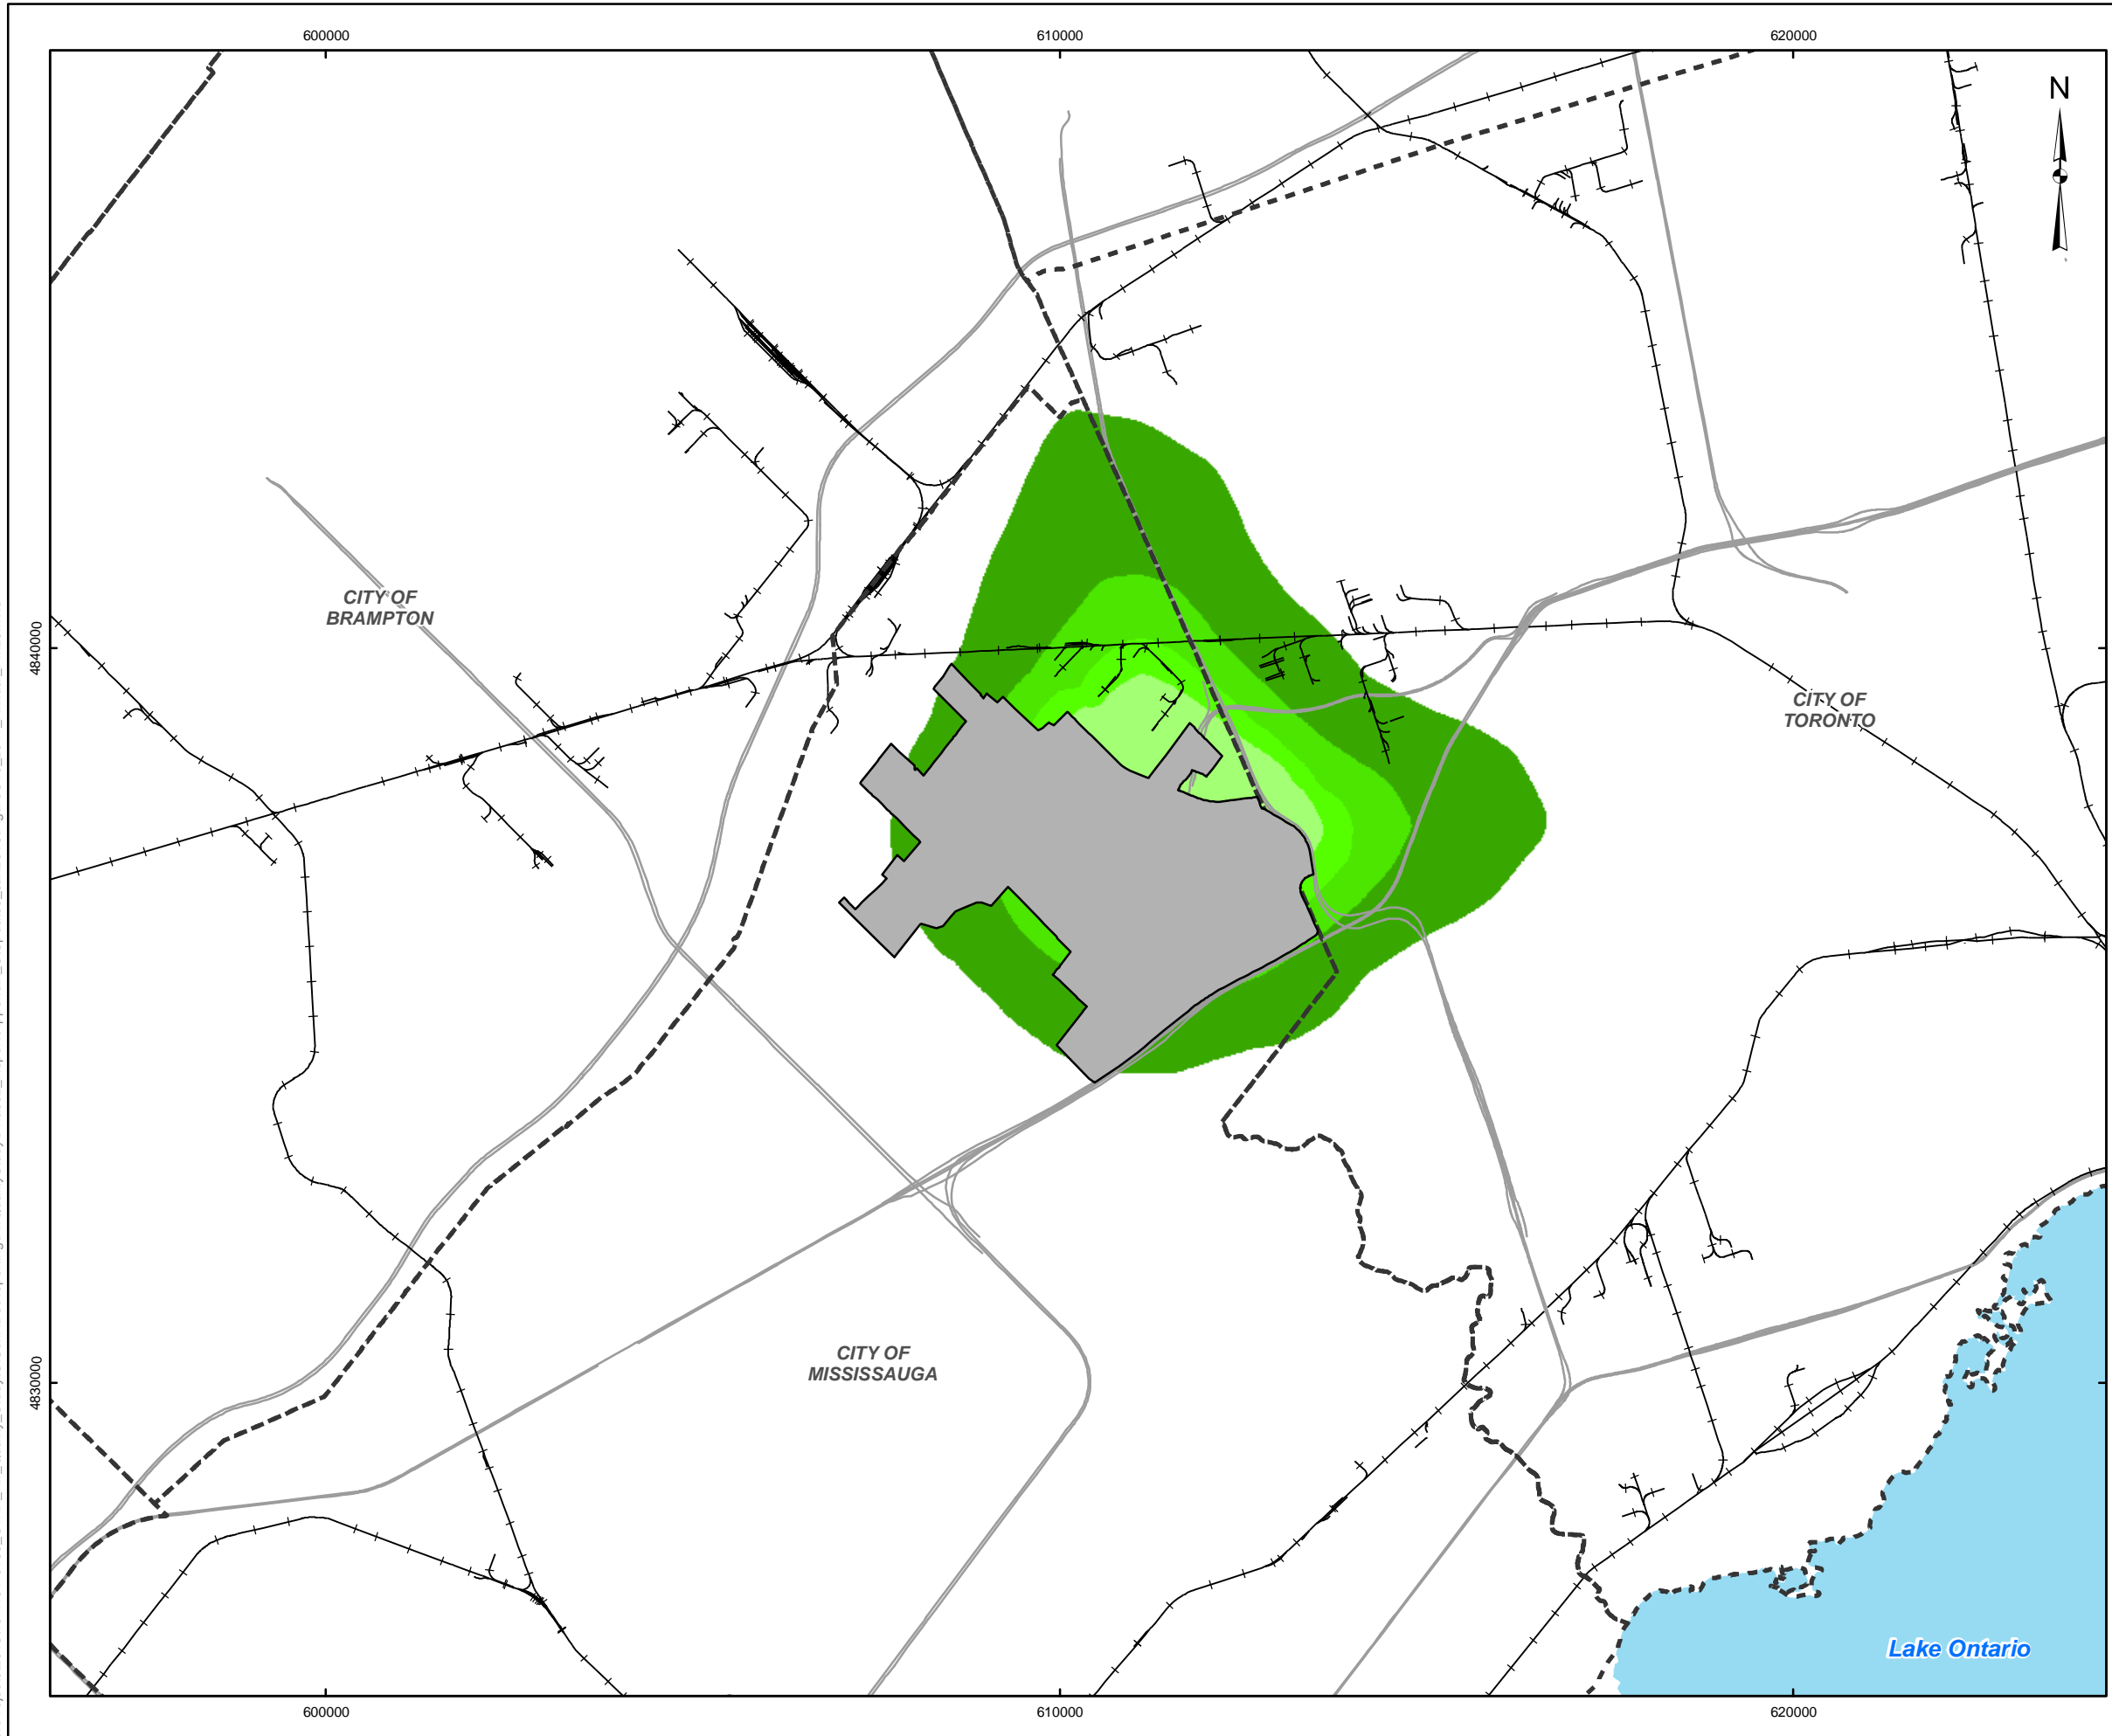 600000
610000
620000
N
CITY OF
BRAMPTON
4840000
CITY OF
TORONTO
4830000
CITY OF
MISSISSAUGA
Lake Ontario
600000
610000
620000